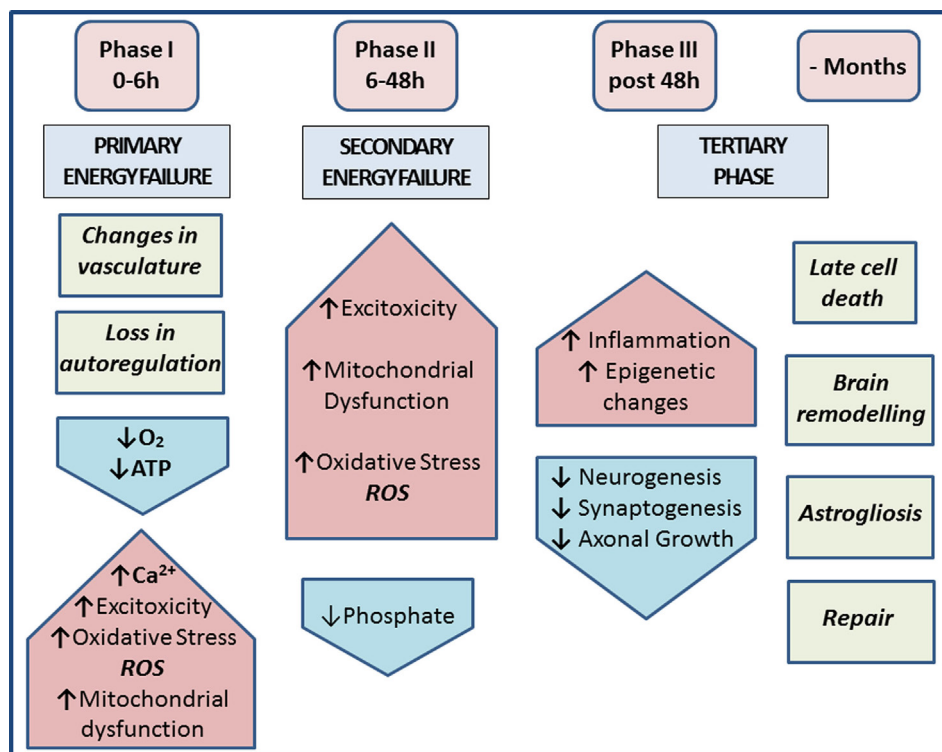 Phase I
0-6h
PRIMARY
ENERGY FAILURE
Changes in
vasculature
Loss in
autoregulation
↓O₂
↓ATP
↑Ca²⁺
↑Excitoxicity
↑Oxidative Stress
ROS
↑Mitochondrial
dysfunction
Phase II
6-48h
SECONDARY
ENERGY FAILURE
↑Excitoxicity
↑Mitochondrial
Dysfunction
↑Oxidative Stress
ROS
↓Phosphate
Phase III
post 48h
- Months
TERTIARY
PHASE
↑ Inflammation
↑ Epigenetic
changes
↓ Neurogenesis
↓ Synaptogenesis
↓ Axonal Growth
Late cell
death
Brain
remodelling
Astrogliosis
Repair